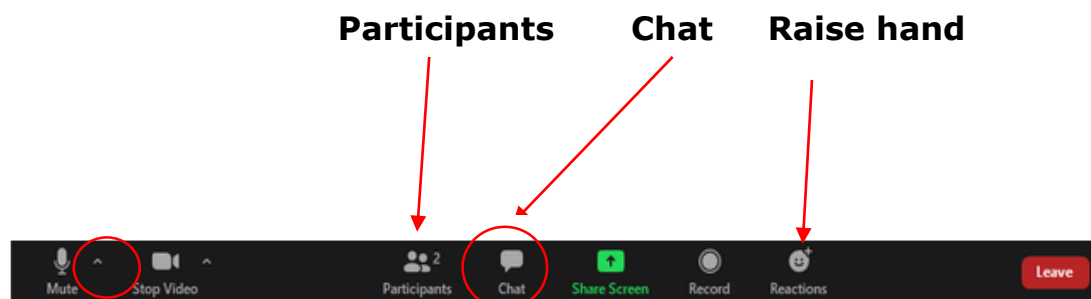 Participants Chat Raise hand
2
Leave
Mute Stop Video Participants Chat Share Screen Record Reactions